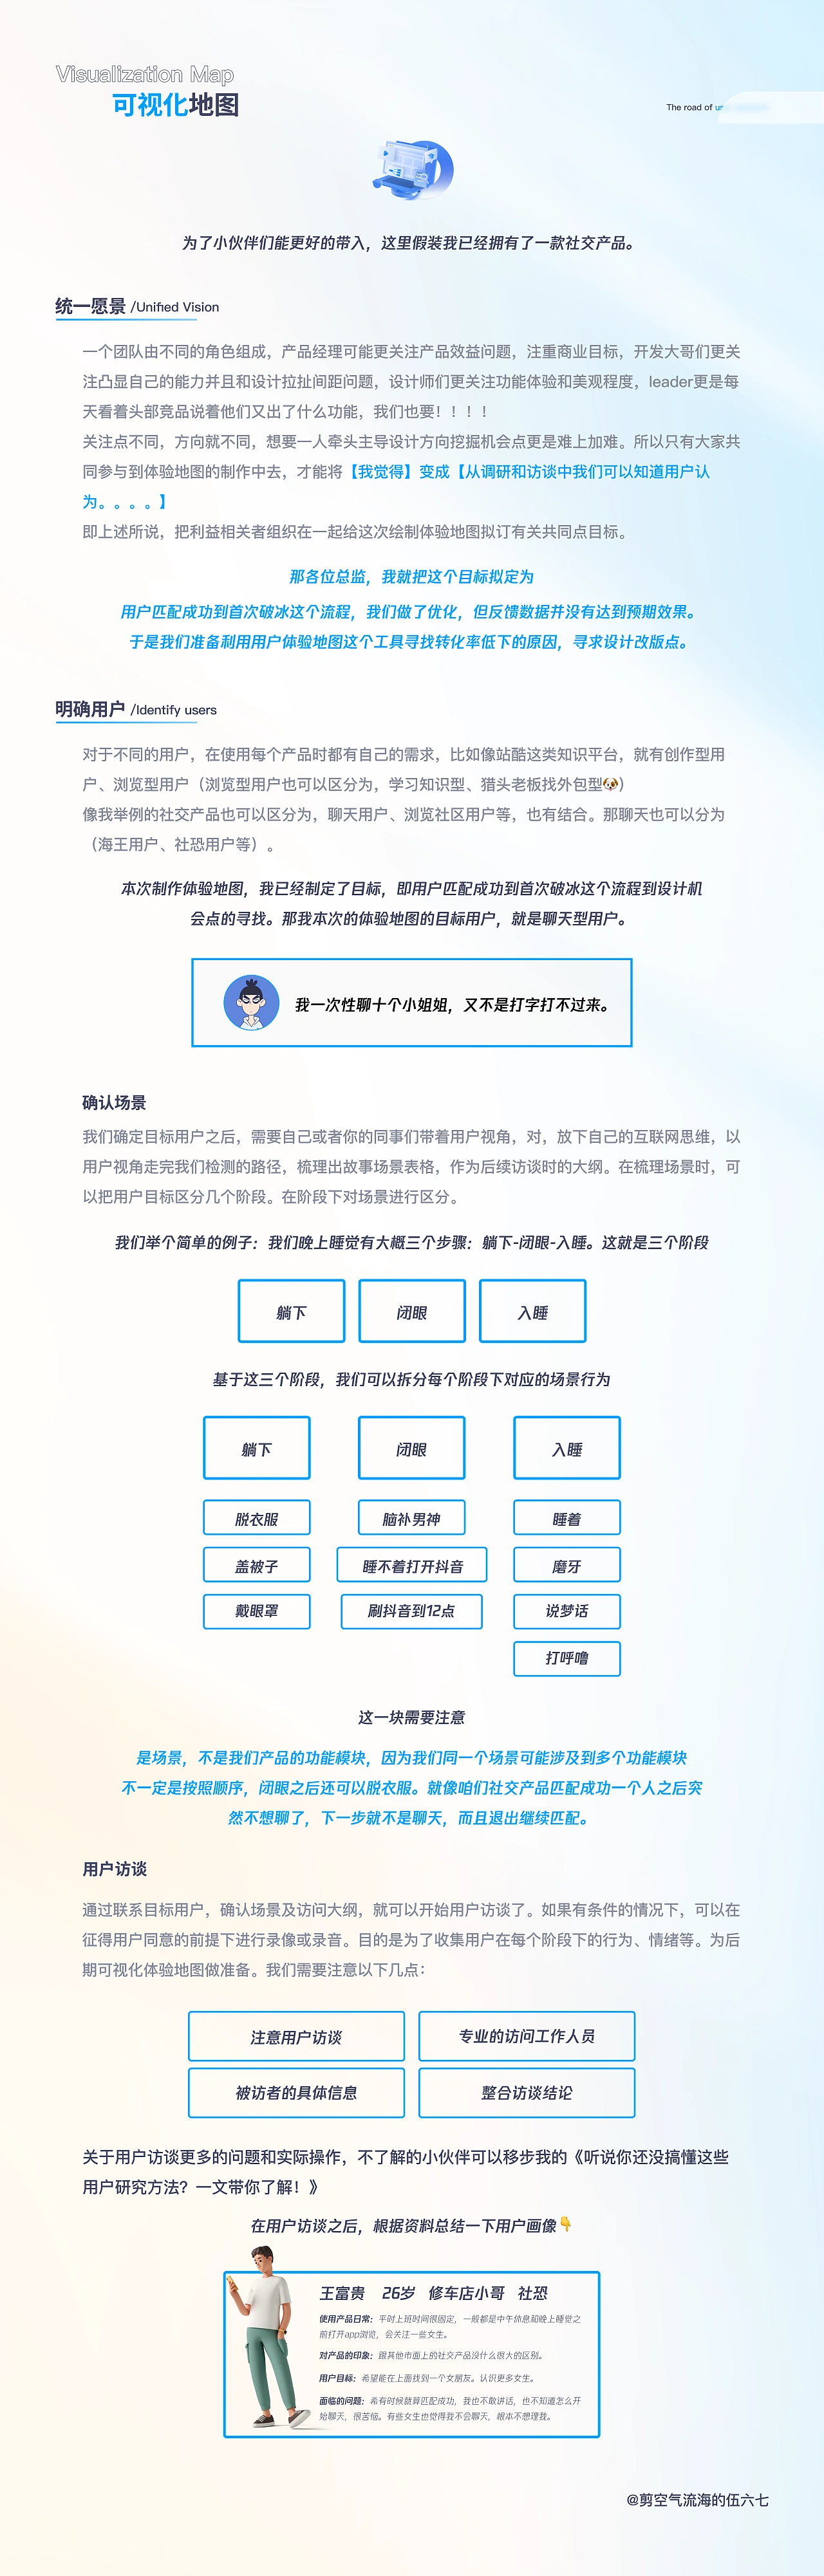 Visualization Map
可视化地图
The road of
为了小伙伴们能更好的带入，这里假装我已经拥有了一款社交产品。
统一愿景 /Unified Vision
一个团队由不同的角色组成，产品经理可能更关注产品效益问题，注重商业目标，开发大哥们更关
注凸显自己的能力并且和设计拉扯间距问题，设计师们更关注功能体验和美观程度，leader更是每
天看着头部竞品说着他们又出了什么功能，我们也要！！！！
关注点不同，方向就不同，想要一人牵头主导设计方向挖掘机会点更是难上加难。所以只有大家共
同参与到体验地图的制作中去，才能将【我觉得】变成【从调研和访谈中我们可以知道用户认
为。。。。】
即上述所说，把利益相关者组织在一起给这次绘制体验地图拟订有关共同点目标。
那各位总监，我就把这个目标拟定为
用户匹配成功到首次破冰这个流程，我们做了优化，但反馈数据并没有达到预期效果。
于是我们准备利用用户体验地图这个工具寻找转化率低下的原因，寻求设计改版点。
明确用户 /Identify users
对于不同的用户，在使用每个产品时都有自己的需求，比如像站酷这类知识平台，就有创作型用
户、浏览型用户（浏览型用户也可以区分为，学习知识型、猎头老板找外包型🐶）
像我举例的社交产品也可以区分为，聊天用户、浏览社区用户等，也有结合。那聊天也可以分为
（海王用户、社恐用户等）。
本次制作体验地图，我已经制定了目标，即用户匹配成功到首次破冰这个流程到设计机
会点的寻找。那我本次的体验地图的目标用户，就是聊天型用户。
我一次性聊十个小姐姐，又不是打字打不过来。
确认场景
我们确定目标用户之后，需要自己或者你的同事们带着用户视角，对，放下自己的互联网思维，以
用户视角走完我们检测的路径，梳理出故事场景表格，作为后续访谈时的大纲。在梳理场景时，可
以把用户目标区分几个阶段。在阶段下对场景进行区分。
我们举个简单的例子：我们晚上睡觉有大概三个步骤：躺下-闭眼-入睡。这就是三个阶段
躺下 闭眼 入睡
基于这三个阶段，我们可以拆分每个阶段下对应的场景行为
躺下 闭眼 入睡
脱衣服 脑补男神 睡着
盖被子 睡不着打开抖音 磨牙
戴眼罩 刷抖音到12点 说梦话
打呼噜
这一块需要注意
是场景，不是我们产品的功能模块，因为我们同一个场景可能涉及到多个功能模块
不一定是按照顺序，闭眼之后还可以脱衣服。就像咱们社交产品匹配成功一个人之后突
然不想聊了，下一步就不是聊天，而且退出继续匹配。
用户访谈
通过联系目标用户，确认场景及访问大纲，就可以开始用户访谈了。如果有条件的情况下，可以在
征得用户同意的前提下进行录像或录音。目的是为了收集用户在每个阶段下的行为、情绪等。为后
期可视化体验地图做准备。我们需要注意以下几点：
注意用户访谈 专业的访问工作人员
被访者的具体信息 整合访谈结论
关于用户访谈更多的问题和实际操作，不了解的小伙伴可以移步我的《听说你还没搞懂这些
用户研究方法？一文带你了解！》
在用户访谈之后，根据资料总结一下用户画像👇
王富贵 26岁 修车店小哥 社恐
使用产品日常：平时上班时间很固定，一般都是中午休息和晚上睡觉之
前打开app浏览，会关注一些女生。
对产品的印象：跟其他市面上的社交产品没什么很大的区别。
用户目标：希望能在上面找到一个女朋友。认识更多女生。
面临的问题：希有时候就算匹配成功，我也不敢讲话，也不知道怎么开
始聊天，很苦恼。有些女生也觉得我不会聊天，根本不想理我。
@剪空气流海的伍六七